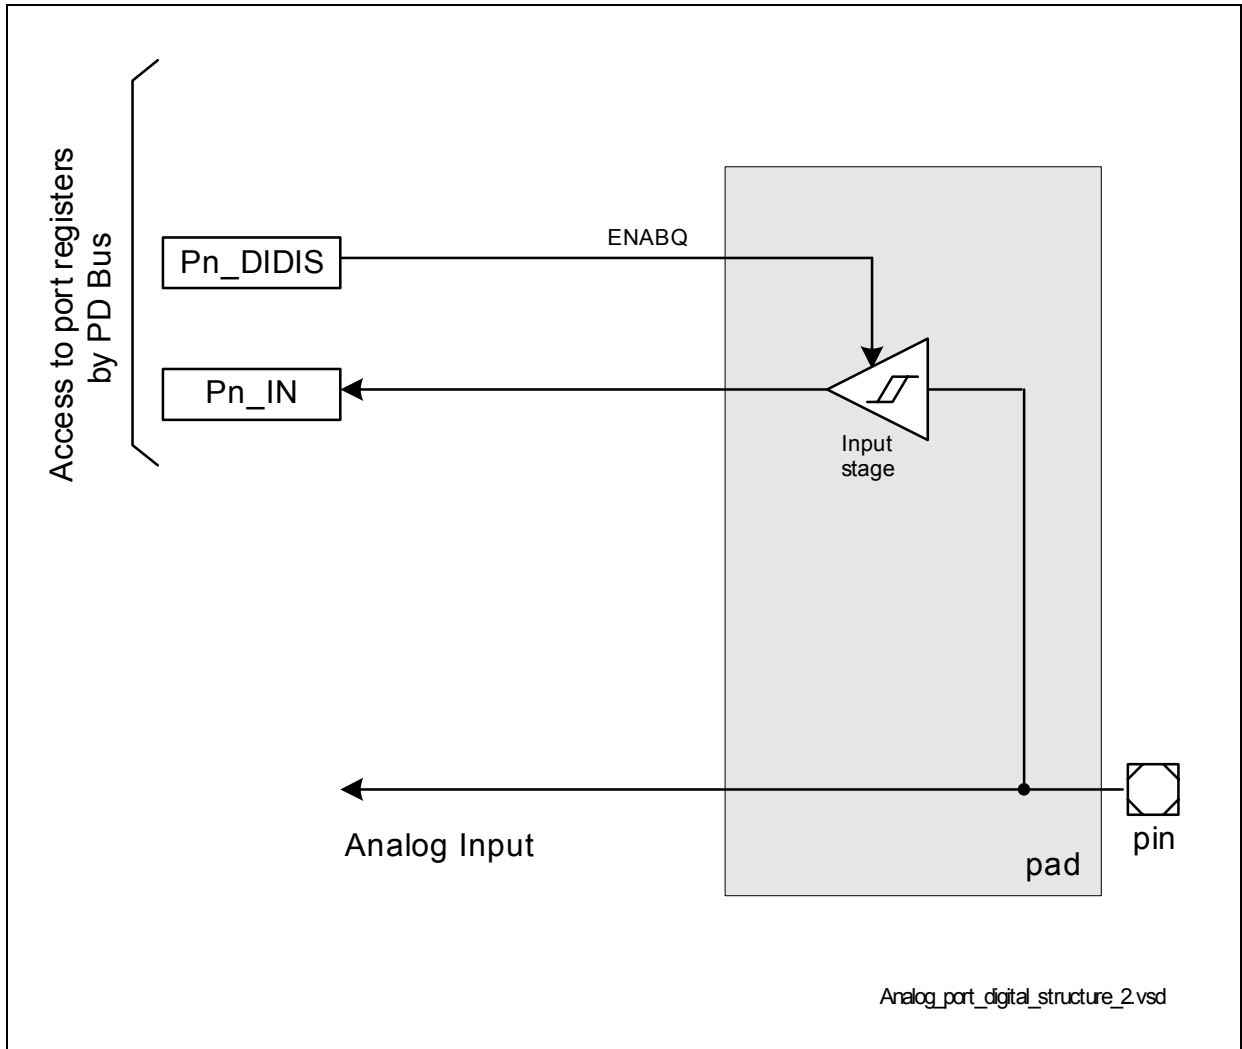 Access to port registers
by PD Bus
Pn_DIDIS
ENABQ
Pn_IN
Input
stage
Analog Input
pad
pin
Analog_port_digital_structure_2.vsd